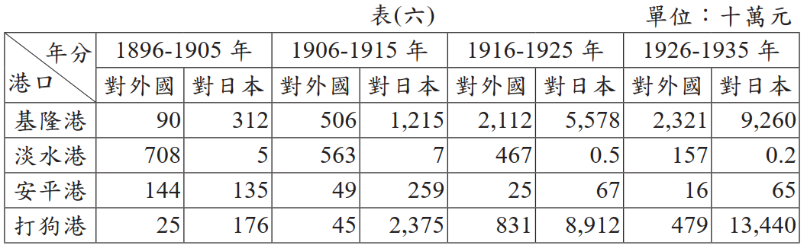 表(六) 單位：十萬元
年分 港口 1896-1905 年 1906-1915 年 1916-1925 年 1926-1935 年
對外國 對日本 對外國 對日本 對外國 對日本 對外國 對日本
基隆港 90 312 506 1,215 2,112 5,578 2,321 9,260
淡水港 708 5 563 7 467 0.5 157 0.2
安平港 144 135 49 259 25 67 16 65
打狗港 25 176 45 2,375 831 8,912 479 13,440